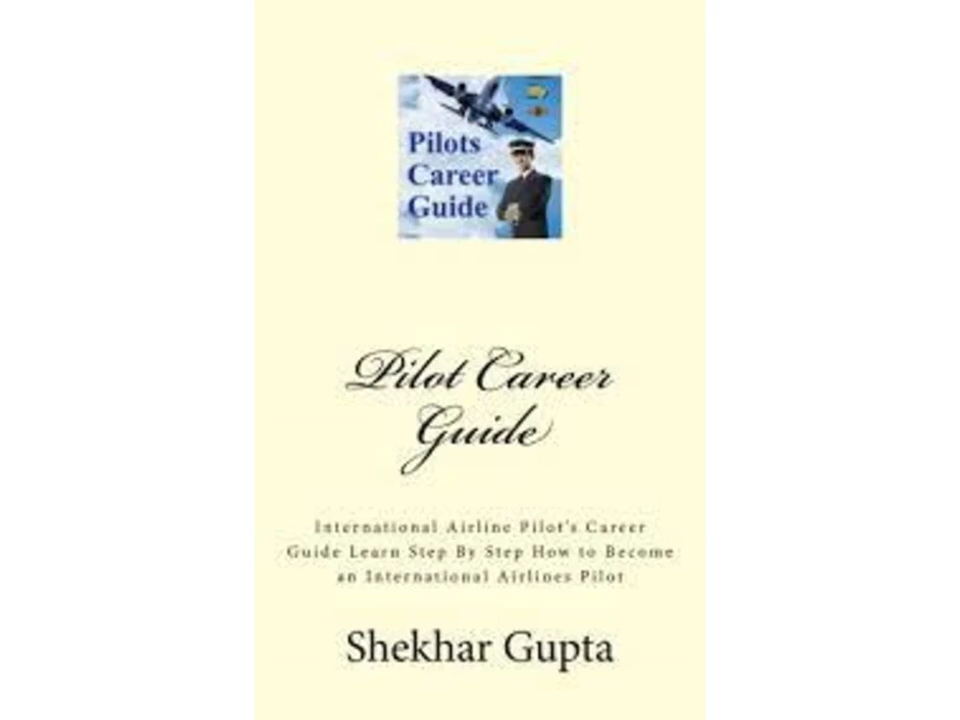 Pilots
Career
Guide
Pilot Career
Guide
International Airline Pilot's Career
Guide Learn Step By Step How to Become
an International Airlines Pilot
Shekhar Gupta